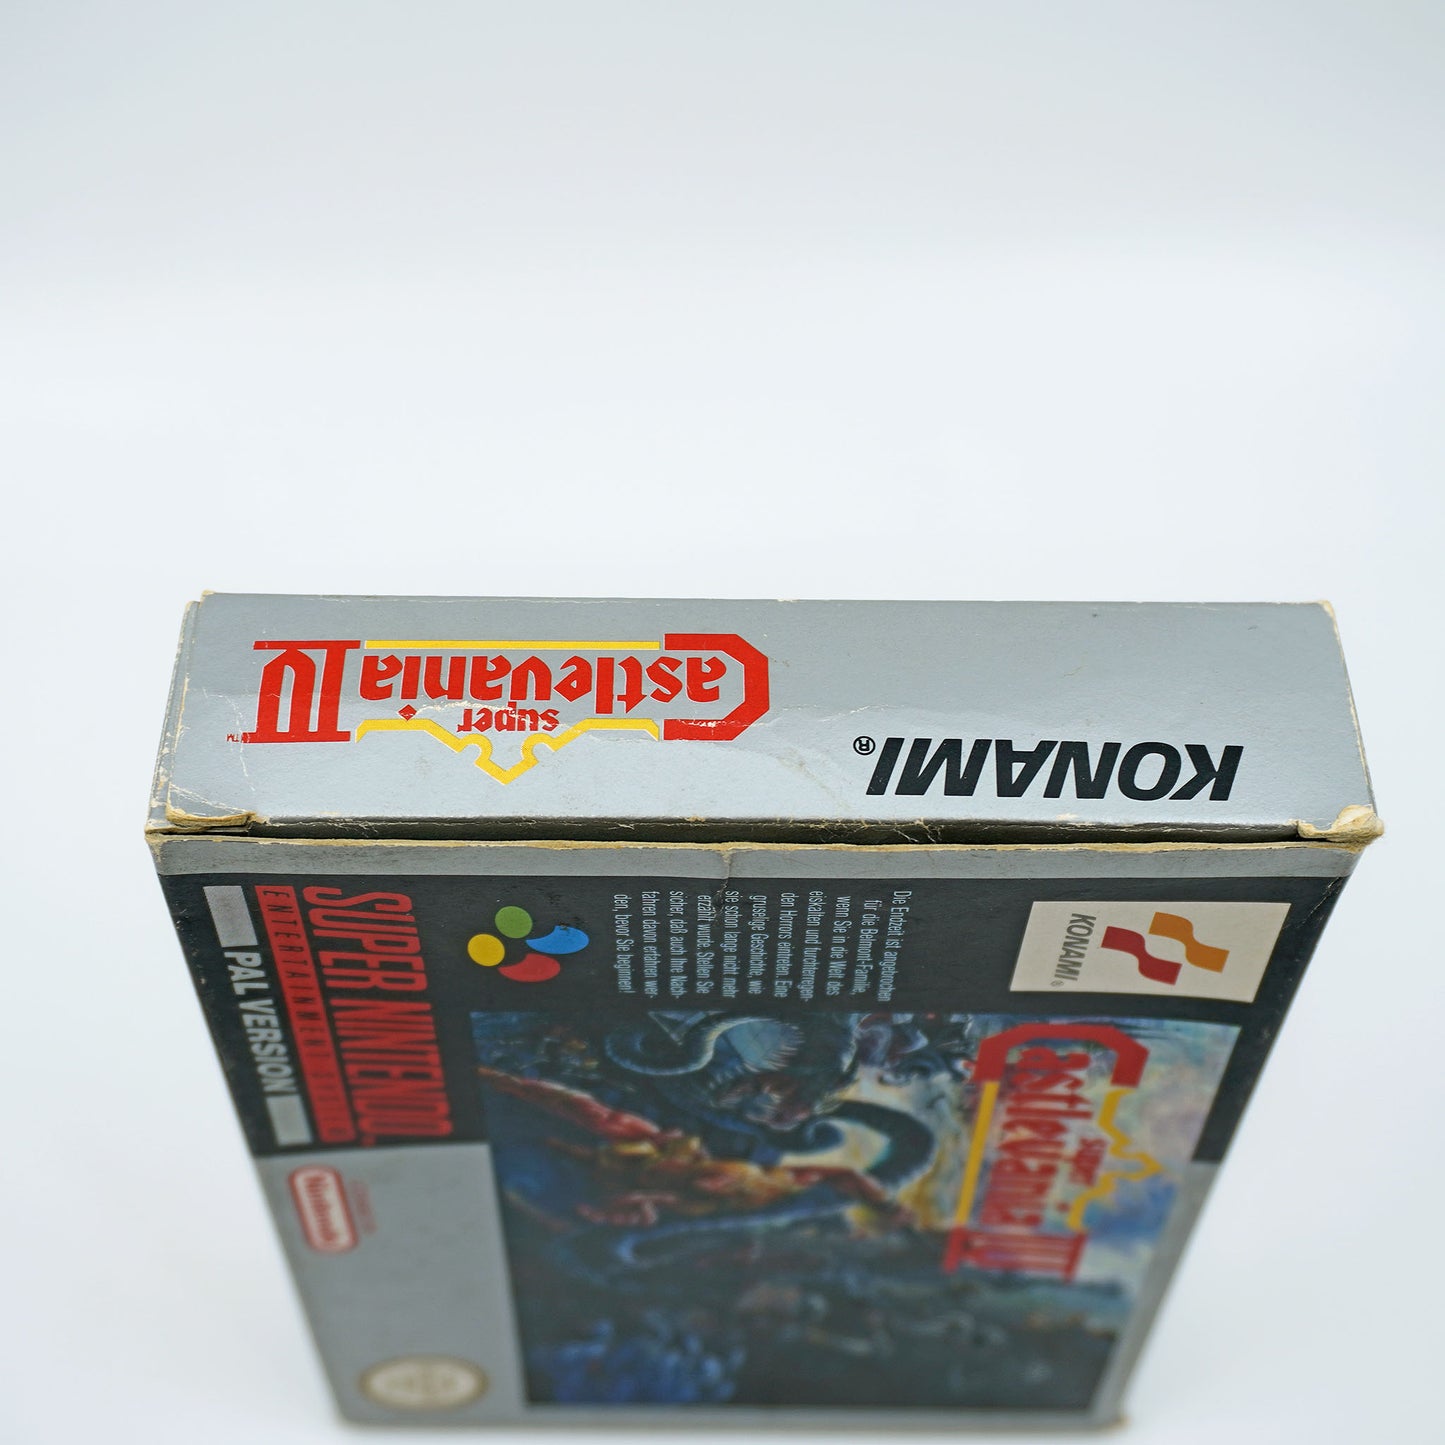 KONAMI®
super
Castlevania IV
TM
SUPER NINTENDO
ENTERTAINMENT SYSTEM
PAL VERSION
Die Endzeit ist angebrochen
für die Belmont-Familie,
wenn Sie in die Welt des
eiskalten und furchterregen-
den Horrors eintreten. Eine
gruselige Geschichte, wie
sie schon lange nicht mehr
erzählt wurde. Stellen Sie
sicher, daß auch Ihre Nach-
fahren davon erfahren wer-
den, bevor Sie beginnen!
KONAMI®
super
Castlevania IV
Nintendo